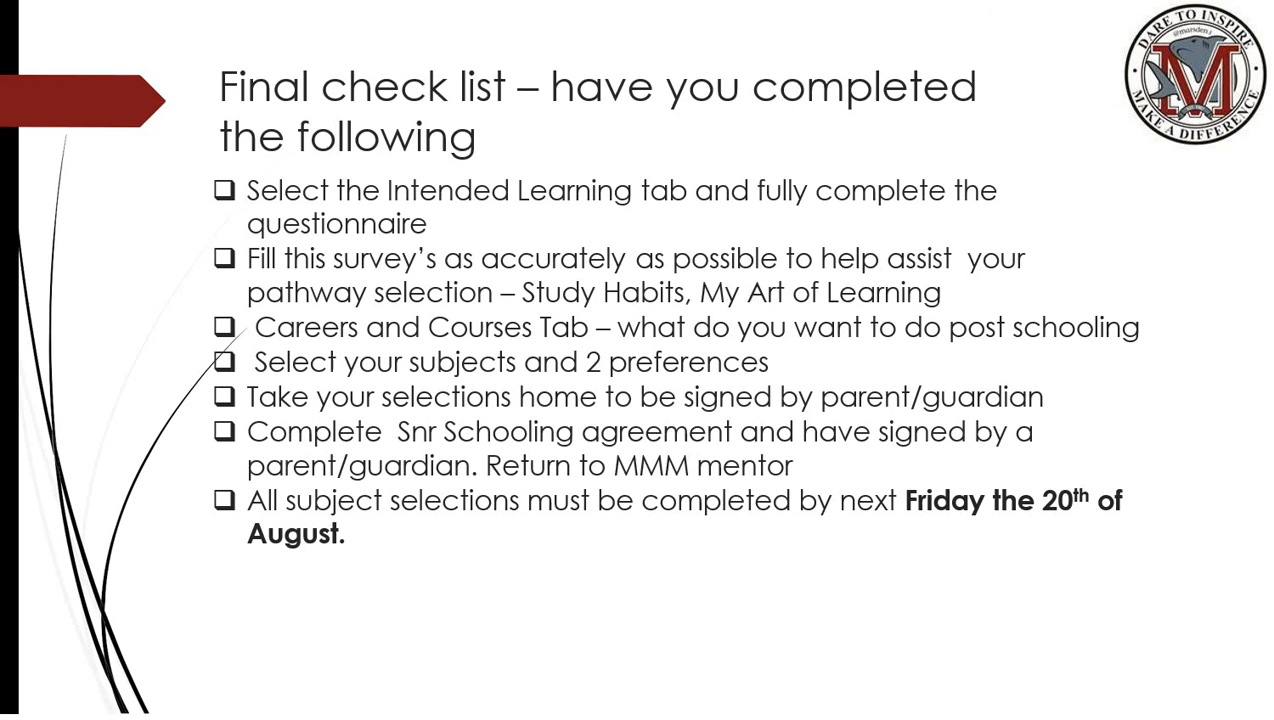 DARE TO INSPIRE
@marsden.s
M
MAKE A DIFFERENCE
Final check list – have you completed
the following
Select the Intended Learning tab and fully complete the
questionnaire
Fill this survey’s as accurately as possible to help assist  your
pathway selection – Study Habits, My Art of Learning
Careers and Courses Tab – what do you want to do post schooling
Select your subjects and 2 preferences
Take your selections home to be signed by parent/guardian
Complete  Snr Schooling agreement and have signed by a
parent/guardian. Return to MMM mentor
All subject selections must be completed by next Friday the 20th of
August.